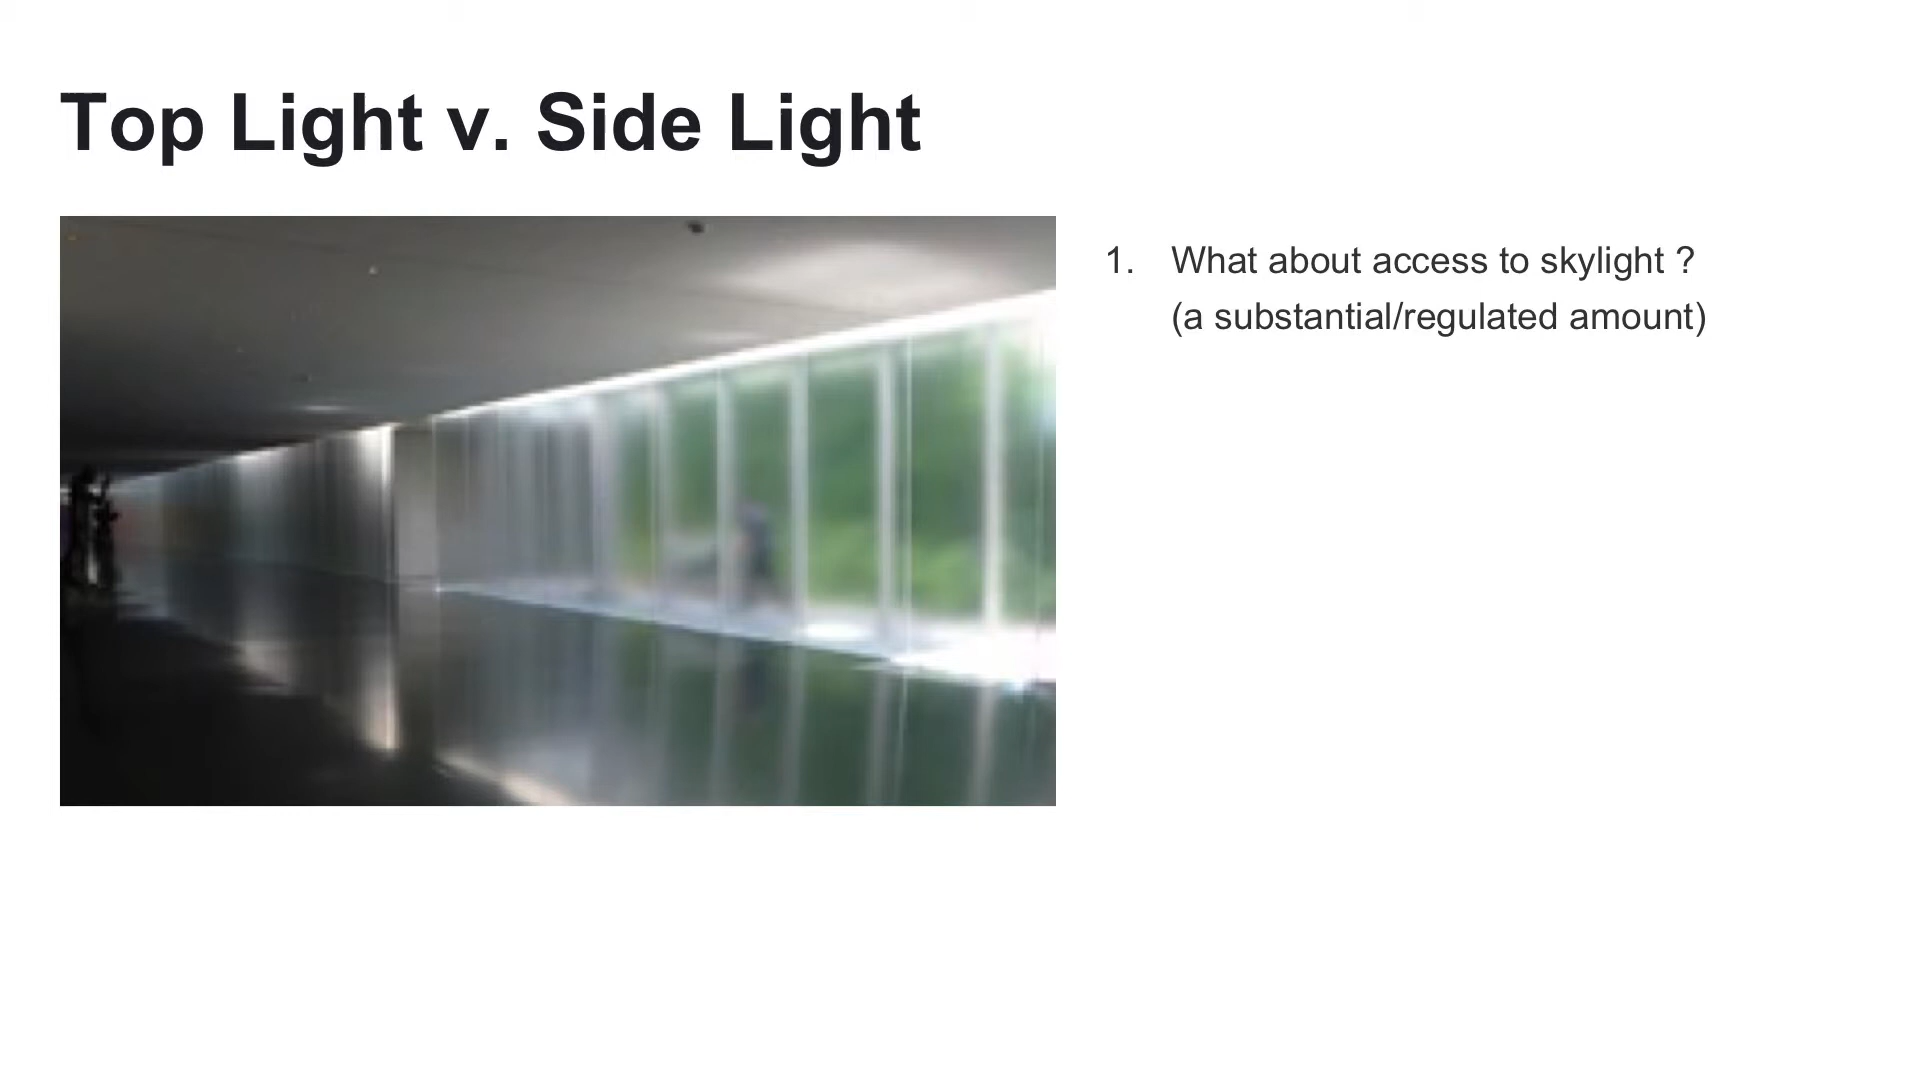 Top Light v. Side Light
1. What about access to skylight ?
(a substantial/regulated amount)